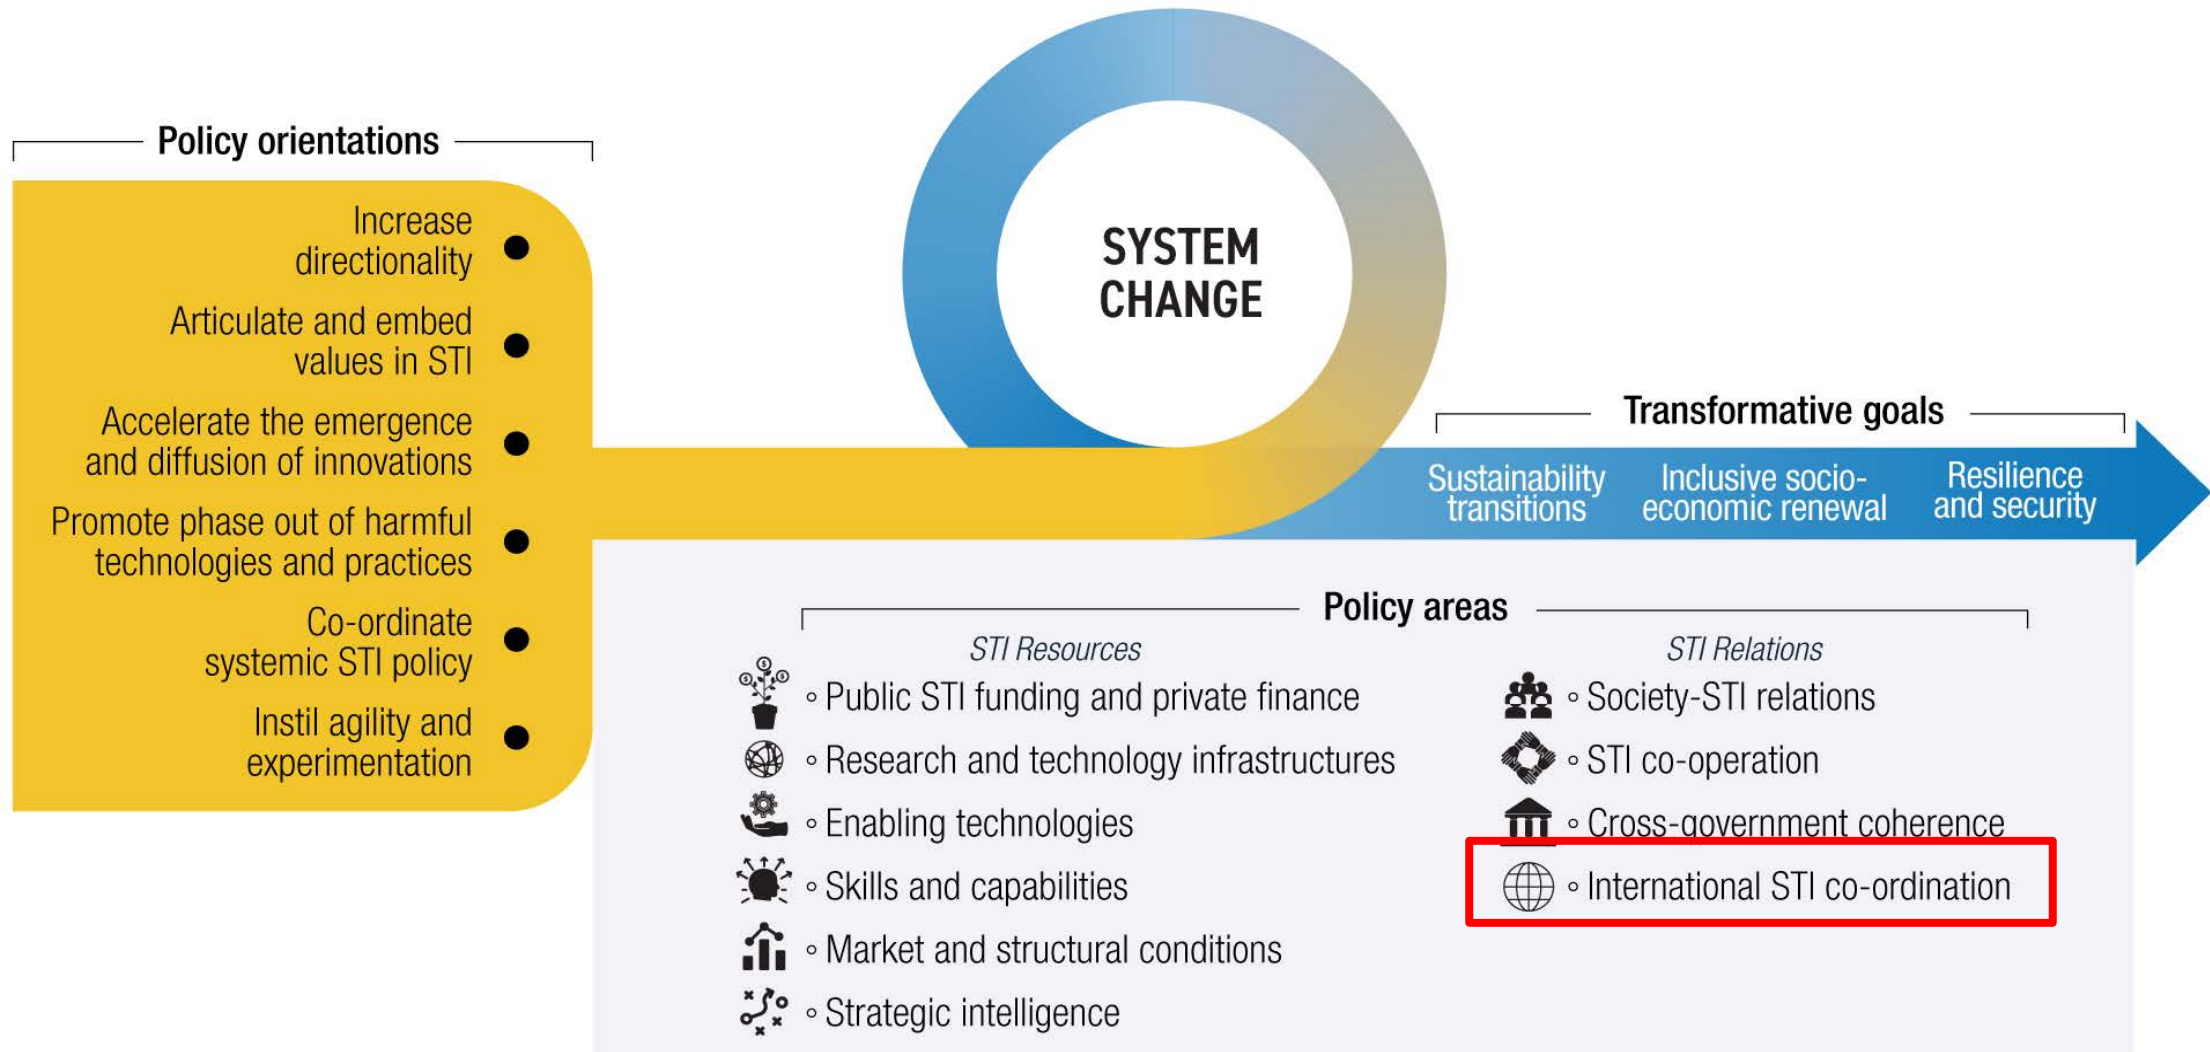 Policy orientations
Increase
directionality
Articulate and embed
values in STI
Accelerate the emergence
and diffusion of innovations
Promote phase out of harmful
technologies and practices
Co-ordinate
systemic STI policy
Instil agility and
experimentation
SYSTEM
CHANGE
Transformative goals
Sustainability
transitions
Inclusive socio-
economic renewal
Resilience
and security
Policy areas
STI Resources
Public STI funding and private finance
Research and technology infrastructures
Enabling technologies
Skills and capabilities
Market and structural conditions
Strategic intelligence
STI Relations
Society-STI relations
STI co-operation
Cross-government coherence
International STI co-ordination